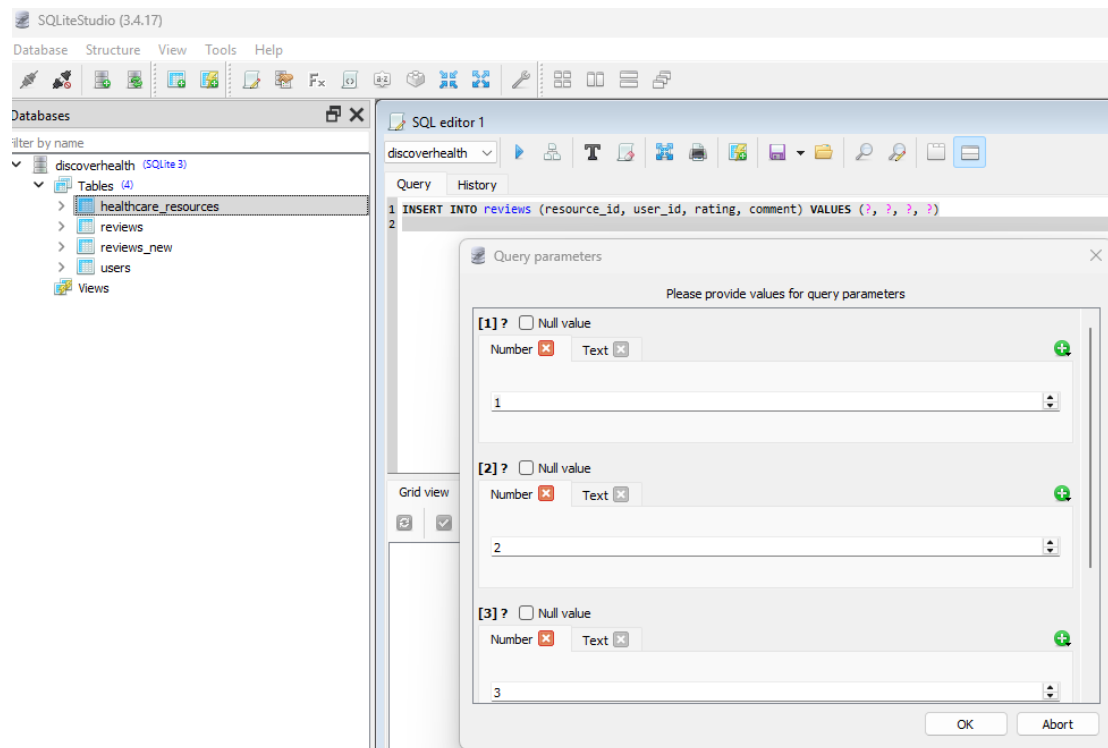 SQLiteStudio (3.4.17)
Database Structure View Tools Help
Databases
filter by name
discoverhealth (SQLite 3)
Tables (4)
healthcare_resources
reviews
reviews_new
users
Views
SQL editor 1
discoverhealth
Query History
1 INSERT INTO reviews (resource_id, user_id, rating, comment) VALUES (?, ?, ?, ?)
2
Grid view
Query parameters
Please provide values for query parameters
[1] ? Null value
Number Text
1
[2] ? Null value
Number Text
2
[3] ? Null value
Number Text
3
OK Abort